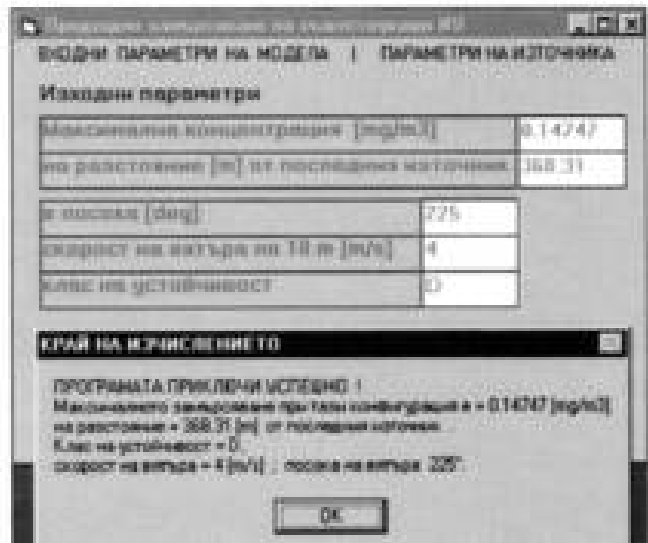 ВХОДНИ ПАРАМЕТРИ НА МОДЕЛА | ПАРАМЕТРИ НА ИЗТОЧНИКА
Изходни параметри
Максимална концентрация [mg/m3] 0.14747
на разстояние [m] от последния източник 368.31
в посока [deg] 225
скорост на вятъра на 10 m [m/s] 4
клас на устойчивост D
КРАЙ НА ИЗЧИСЛЕНИЕТО
ПРОГРАМАТА ПРИКЛЮЧИ УСПЕШНО !
Максималното замърсяване при тази конфигурация е = 0.14747 [mg/m3]
на разстояние = 368.31 [m] от последния източник.
Клас на устойчивост = D.
скорост на вятъра = 4 [m/s] ; посока на вятъра 225°.
OK